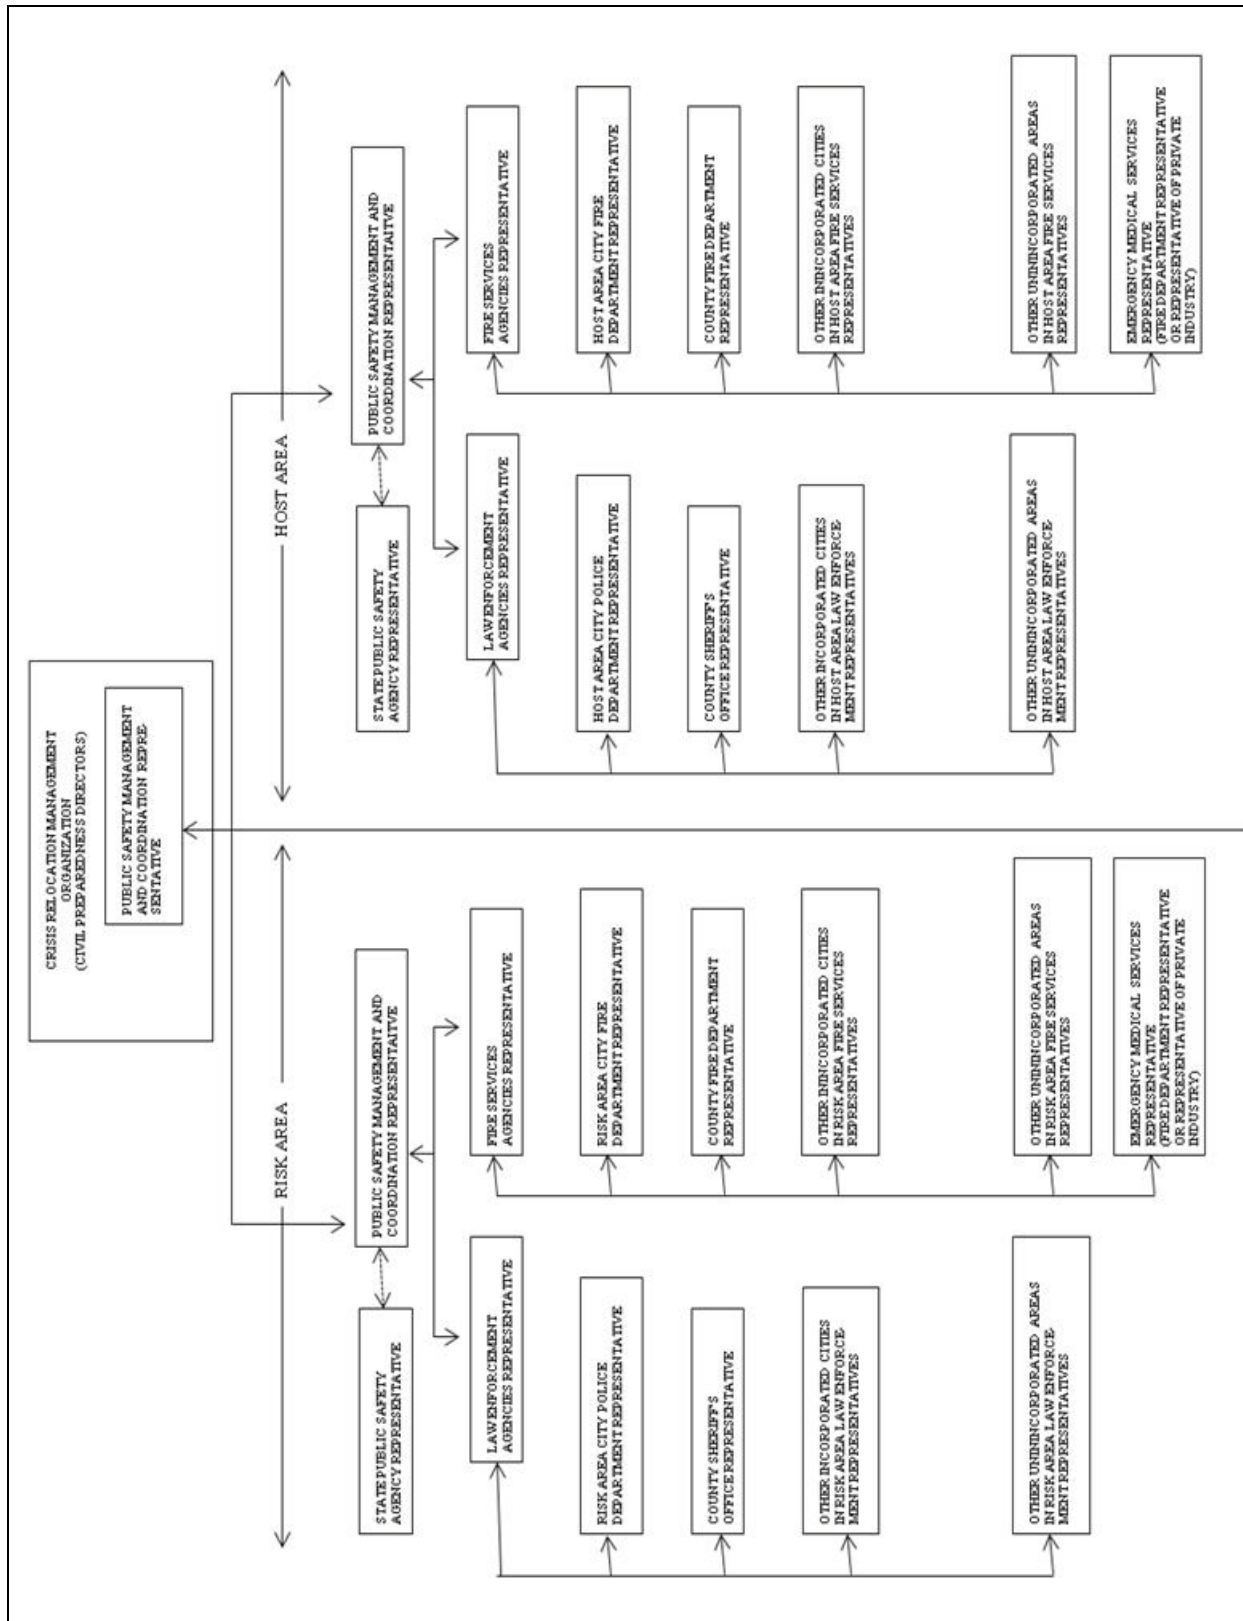 CRISIS RELOCATION MANAGEMENT
ORGANIZATION
(CIVIL PREPAREDNESS DIRECTORS)
PUBLIC SAFETY MANAGEMENT
AND COORDINATION REPRE-
SENTATIVE
RISK AREA
HOST AREA
STATE PUBLIC SAFETY
AGENCY REPRESENTATIVE
PUBLIC SAFETY MANAGEMENT AND
COORDINATION REPRESENTAITVE
STATE PUBLIC SAFETY
AGENCY REPRESENTATIVE
PUBLIC SAFETY MANAGEMENT AND
COORDINATION REPRESENTAITVE
LAW ENFORCEMENT
AGENCIES REPRESENTATIVE
FIRE SERVICES
AGENCIES REPRESENTATIVE
LAW ENFORCEMENT
AGENCIES REPRESENTATIVE
FIRE SERVICES
AGENCIES REPRESENTATIVE
RISK AREA CITY POLICE
DEPARTMENT REPRESENTATIVE
RISK AREA CITY FIRE
DEPARTMENT REPRESENTATIVE
HOST AREA CITY POLICE
DEPARTMENT REPRESENTATIVE
HOST AREA CITY FIRE
DEPARTMENT REPRESENTATIVE
COUNTY SHERIFF'S
OFFICE REPRESENTATIVE
COUNTY FIRE DEPARTMENT
REPRESENTATIVE
COUNTY SHERIFF'S
OFFICE REPRESENTATIVE
COUNTY FIRE DEPARTMENT
REPRESENTATIVE
OTHER INCORPORATED CITIES
IN RISK AREA LAW ENFORCE-
MENT REPRESENTATIVES
OTHER ININCORPORATED CITIES
IN RISK AREA FIRE SERVICES
REPRESENTATIVES
OTHER INCORPORATED CITIES
IN HOST AREA LAW ENFORCE-
MENT REPRESENTATIVES
OTHER ININCORPORATED CITIES
IN HOST AREA FIRE SERVICES
REPRESENTATIVES
OTHER UNININCORPORATED AREAS
IN RISK AREA LAW ENFORCE-
MENT REPRESENTATIVES
OTHER UNININCORPORATED AREAS
IN RISK AREA FIRE SERVICES
REPRESENTATIVES
OTHER UNININCORPORATED AREAS
IN HOST AREA LAW ENFORCE-
MENT REPRESENTATIVES
OTHER UNININCORPORATED AREAS
IN HOST AREA FIRE SERVICES
REPRESENTATIVES
EMERGENCY MEDICAL SERVICES
REPRESENTATIVE
(FIRE DEPARTMENT REPRESENTATIVE
OR REPRESENTATIVE OF PRIVATE
INDUSTRY)
EMERGENCY MEDICAL SERVICES
REPRESENTATIVE
(FIRE DEPARTMENT REPRESENTATIVE
OR REPRESENTATIVE OF PRIVATE
INDUSTRY)